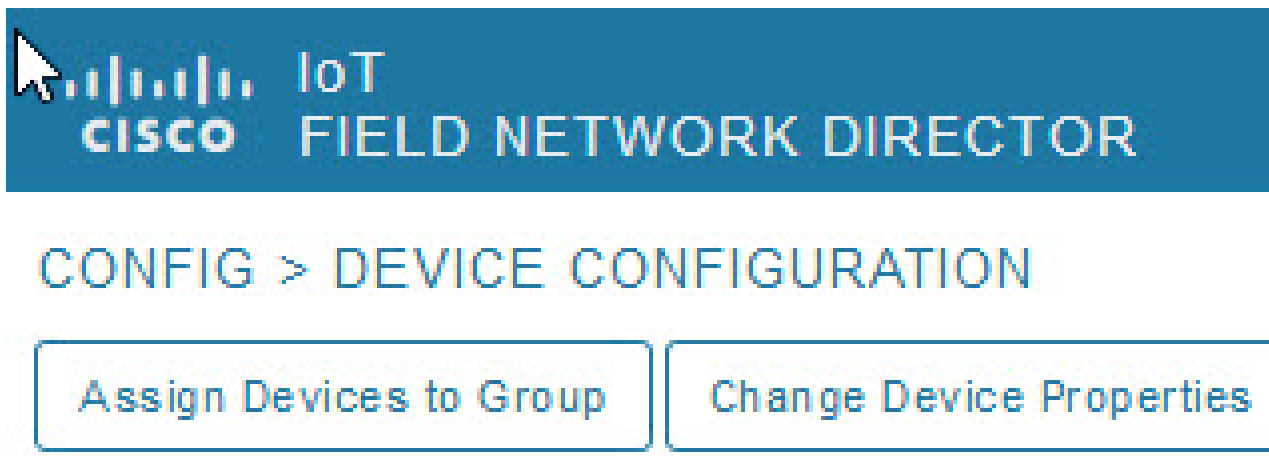 CISCO
IoT
FIELD NETWORK DIRECTOR
CONFIG > DEVICE CONFIGURATION
Assign Devices to Group
Change Device Properties